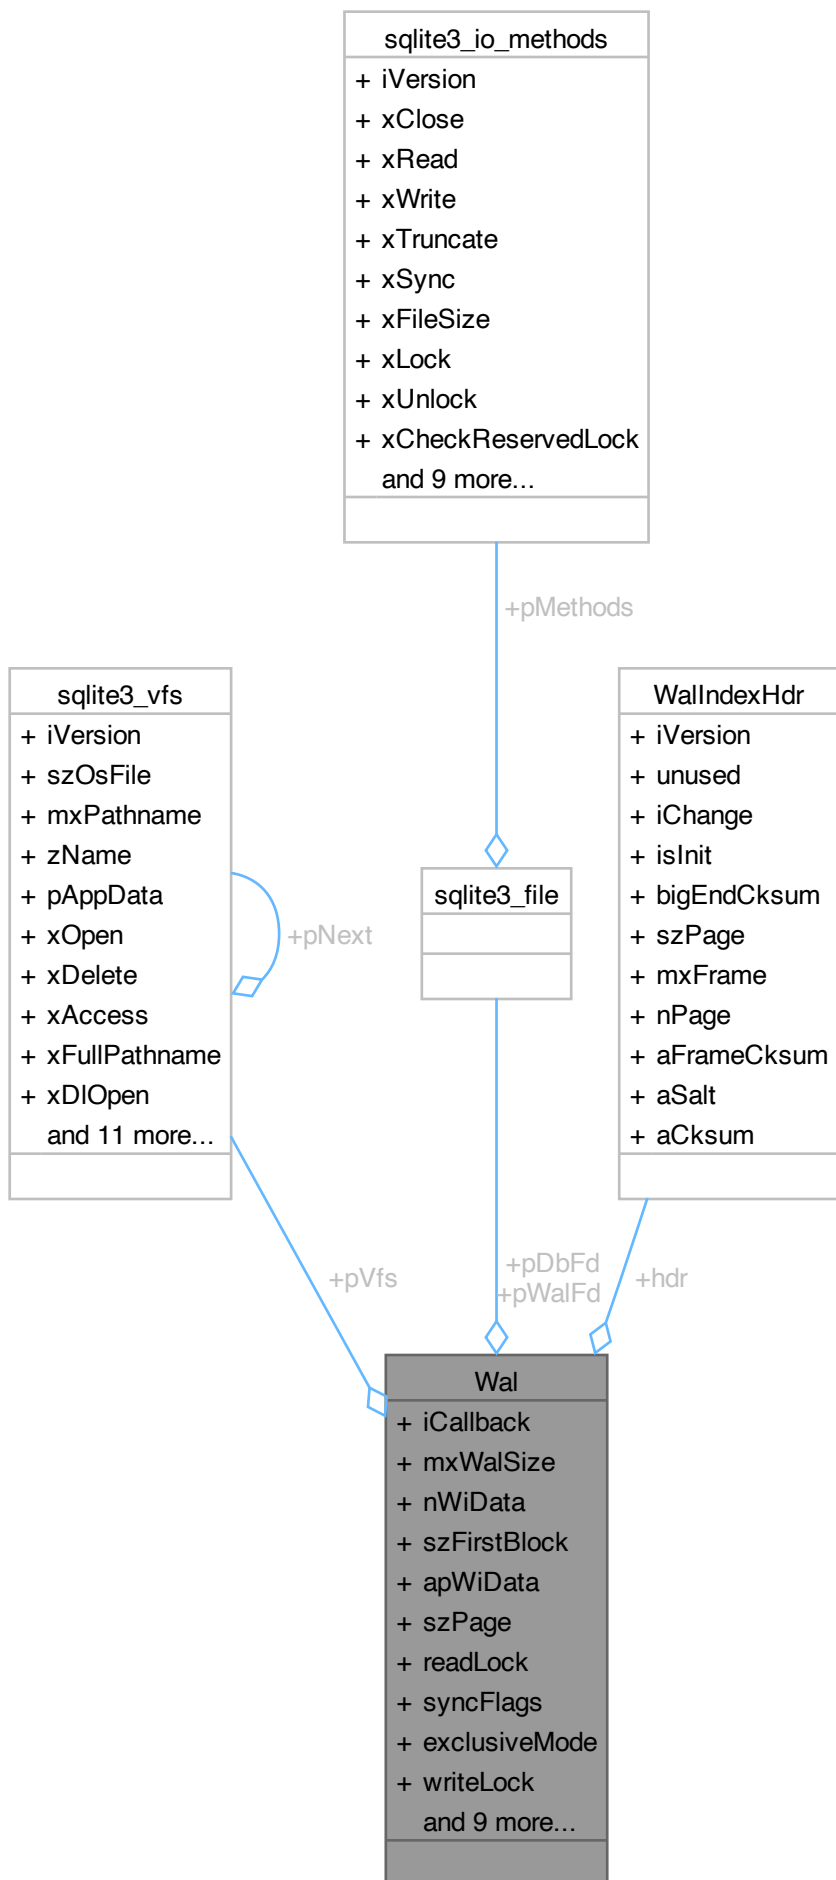 sqlite3_io_methods
+ iVersion
+ xClose
+ xRead
+ xWrite
+ xTruncate
+ xSync
+ xFileSize
+ xLock
+ xUnlock
+ xCheckReservedLock
and 9 more...
+pMethods
sqlite3_vfs
+ iVersion
+ szOsFile
+ mxPathname
+ zName
+ pAppData
+ xOpen
+ xDelete
+ xAccess
+ xFullPathname
+ xDlOpen
and 11 more...
+pNext
sqlite3_file
WalIndexHdr
+ iVersion
+ unused
+ iChange
+ isInit
+ bigEndCksum
+ szPage
+ mxFrame
+ nPage
+ aFrameCksum
+ aSalt
+ aCksum
+pVfs
+pDbFd
+pWalFd
+hdr
Wal
+ iCallback
+ mxWalSize
+ nWiData
+ szFirstBlock
+ apWiData
+ szPage
+ readLock
+ syncFlags
+ exclusiveMode
+ writeLock
and 9 more...